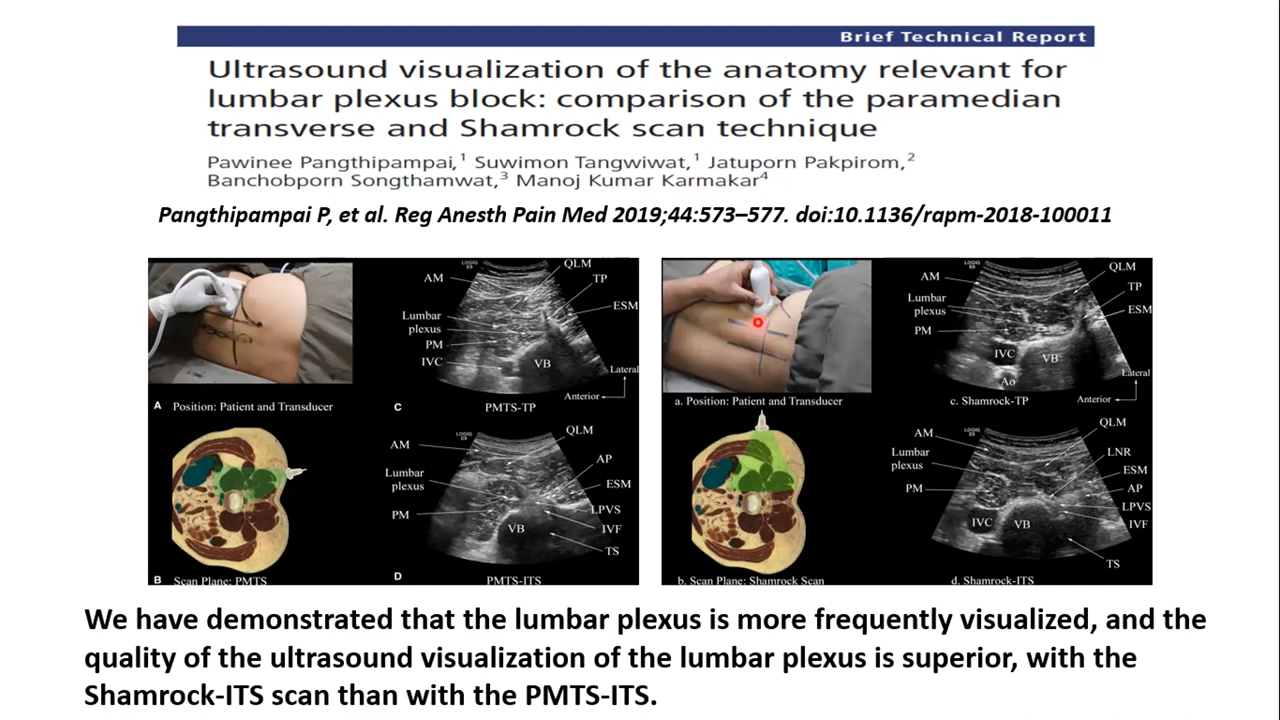 Brief Technical Report
Ultrasound visualization of the anatomy relevant for
lumbar plexus block: comparison of the paramedian
transverse and Shamrock scan technique
Pawinee Pangthipampai,¹ Suwimon Tangwiwat,¹ Jatuporn Pakpirom,²
Banchobporn Songthamwat,³ Manoj Kumar Karmakar⁴
Pangthipampai P, et al. Reg Anesth Pain Med 2019;44:573–577. doi:10.1136/rapm-2018-100011
A Position: Patient and Transducer
LOGIQ
E9
QLM
AM
TP
ESM
Lumbar
plexus
PM
IVC
VB
Lateral
Anterior
C PMTS-TP
B Scan Plane: PMTS
LOGIQ
E9
QLM
AM
AP
Lumbar
plexus
ESM
LPVS
PM
VB
IVF
TS
D PMTS-ITS
a. Position: Patient and Transducer
LOGIQ
E9
QLM
AM
TP
Lumbar
plexus
ESM
PM
IVC
VB
Ao
Lateral
Anterior
c. Shamrock-TP
b. Scan Plane: Shamrock Scan
LOGIQ
E9
QLM
AM
Lumbar
plexus
LNR
ESM
PM
AP
LPVS
IVC
VB
IVF
TS
d. Shamrock-ITS
We have demonstrated that the lumbar plexus is more frequently visualized, and the
quality of the ultrasound visualization of the lumbar plexus is superior, with the
Shamrock-ITS scan than with the PMTS-ITS.